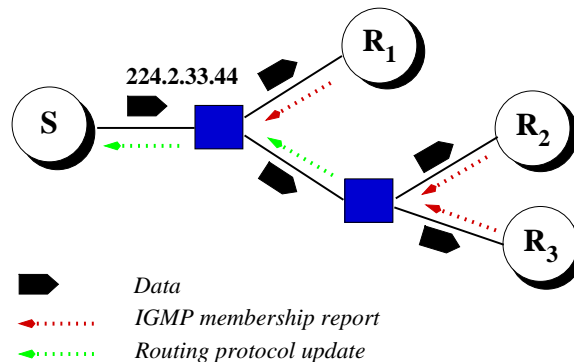 224.2.33.44
S
R1
R2
R3
Data
IGMP membership report
Routing protocol update